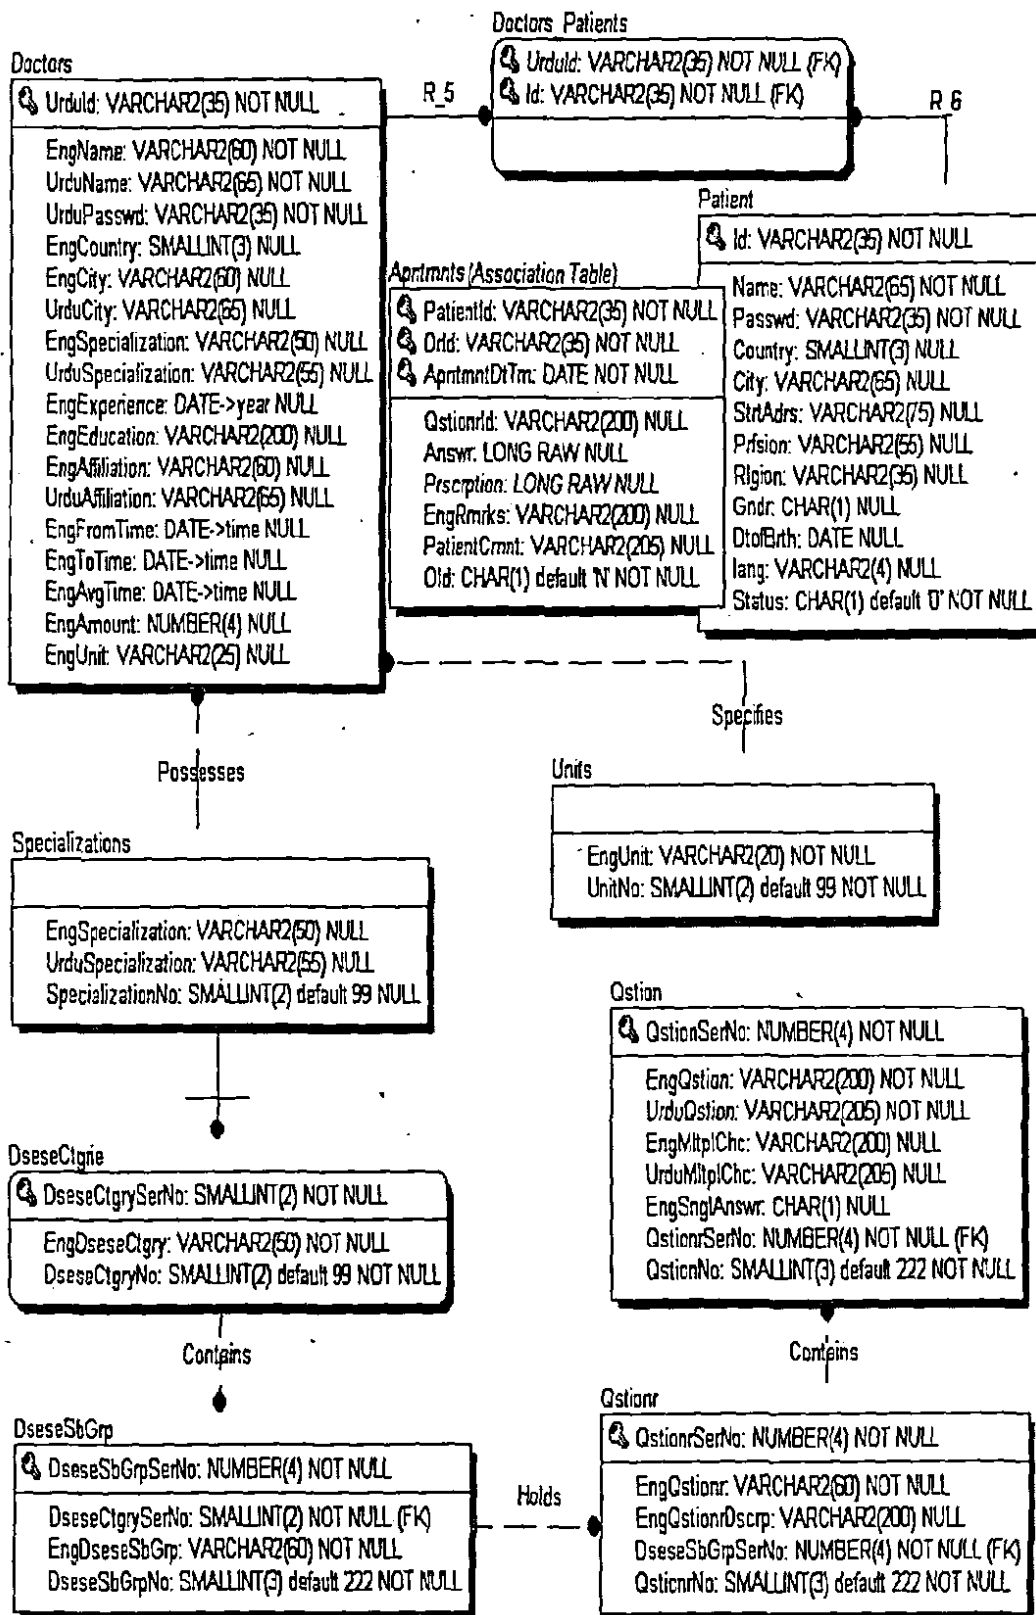 Doctors Patients
UrduId: VARCHAR2(35) NOT NULL (FK)
Id: VARCHAR2(35) NOT NULL (FK)
Doctors
UrduId: VARCHAR2(35) NOT NULL
EngName: VARCHAR2(60) NOT NULL
UrduName: VARCHAR2(65) NOT NULL
UrduPasswd: VARCHAR2(35) NOT NULL
EngCountry: SMALLINT(3) NULL
EngCity: VARCHAR2(60) NULL
UrduCity: VARCHAR2(65) NULL
EngSpecialization: VARCHAR2(50) NULL
UrduSpecialization: VARCHAR2(55) NULL
EngExperience: DATE->year NULL
EngEducation: VARCHAR2(200) NULL
EngAffiliation: VARCHAR2(60) NULL
UrduAffiliation: VARCHAR2(65) NULL
EngFromTime: DATE->time NULL
EngToTime: DATE->time NULL
EngAvgTime: DATE->time NULL
EngAmount: NUMBER(4) NULL
EngUnit: VARCHAR2(25) NULL
R_5
R_6
Patient
Id: VARCHAR2(35) NOT NULL
Name: VARCHAR2(65) NOT NULL
Passwd: VARCHAR2(35) NOT NULL
Country: SMALLINT(3) NULL
City: VARCHAR2(65) NULL
StrtAdrs: VARCHAR2(75) NULL
Prfsion: VARCHAR2(55) NULL
Rlgion: VARCHAR2(35) NULL
Gndr: CHAR(1) NULL
DtofBrth: DATE NULL
lang: VARCHAR2(4) NULL
Status: CHAR(1) default '0' NOT NULL
Apntmnts (Association Table)
PatientId: VARCHAR2(35) NOT NULL
DrId: VARCHAR2(35) NOT NULL
ApntmntDtTm: DATE NOT NULL
QstionrId: VARCHAR2(200) NULL
Answr: LONG RAW NULL
Prscrption: LONG RAW NULL
EngRmrks: VARCHAR2(200) NULL
PatientCmnt: VARCHAR2(205) NULL
Old: CHAR(1) default 'N' NOT NULL
Possesses
Specifies
Units
EngUnit: VARCHAR2(20) NOT NULL
UnitNo: SMALLINT(2) default 99 NOT NULL
Specializations
EngSpecialization: VARCHAR2(50) NULL
UrduSpecialization: VARCHAR2(55) NULL
SpecializationNo: SMALLINT(2) default 99 NULL
Qstion
QstionSerNo: NUMBER(4) NOT NULL
EngQstion: VARCHAR2(200) NOT NULL
UrduQstion: VARCHAR2(205) NOT NULL
EngMltplChc: VARCHAR2(200) NULL
UrduMltplChc: VARCHAR2(205) NULL
EngSnglAnswr: CHAR(1) NULL
QstionrSerNo: NUMBER(4) NOT NULL (FK)
QstionNo: SMALLINT(3) default 222 NOT NULL
DseseCtgrie
DseseCtgrySerNo: SMALLINT(2) NOT NULL
EngDseseCtgry: VARCHAR2(50) NOT NULL
DseseCtgryNo: SMALLINT(2) default 99 NOT NULL
Contains
Contains
DseseSbGrp
DseseSbGrpSerNo: NUMBER(4) NOT NULL
DseseCtgrySerNo: SMALLINT(2) NOT NULL (FK)
EngDseseSbGrp: VARCHAR2(60) NOT NULL
DseseSbGrpNo: SMALLINT(3) default 222 NOT NULL
Holds
Qstionr
QstionrSerNo: NUMBER(4) NOT NULL
EngQstionr: VARCHAR2(60) NOT NULL
EngQstionrDscrp: VARCHAR2(200) NULL
DseseSbGrpSerNo: NUMBER(4) NOT NULL (FK)
QstionrNo: SMALLINT(3) default 222 NOT NULL